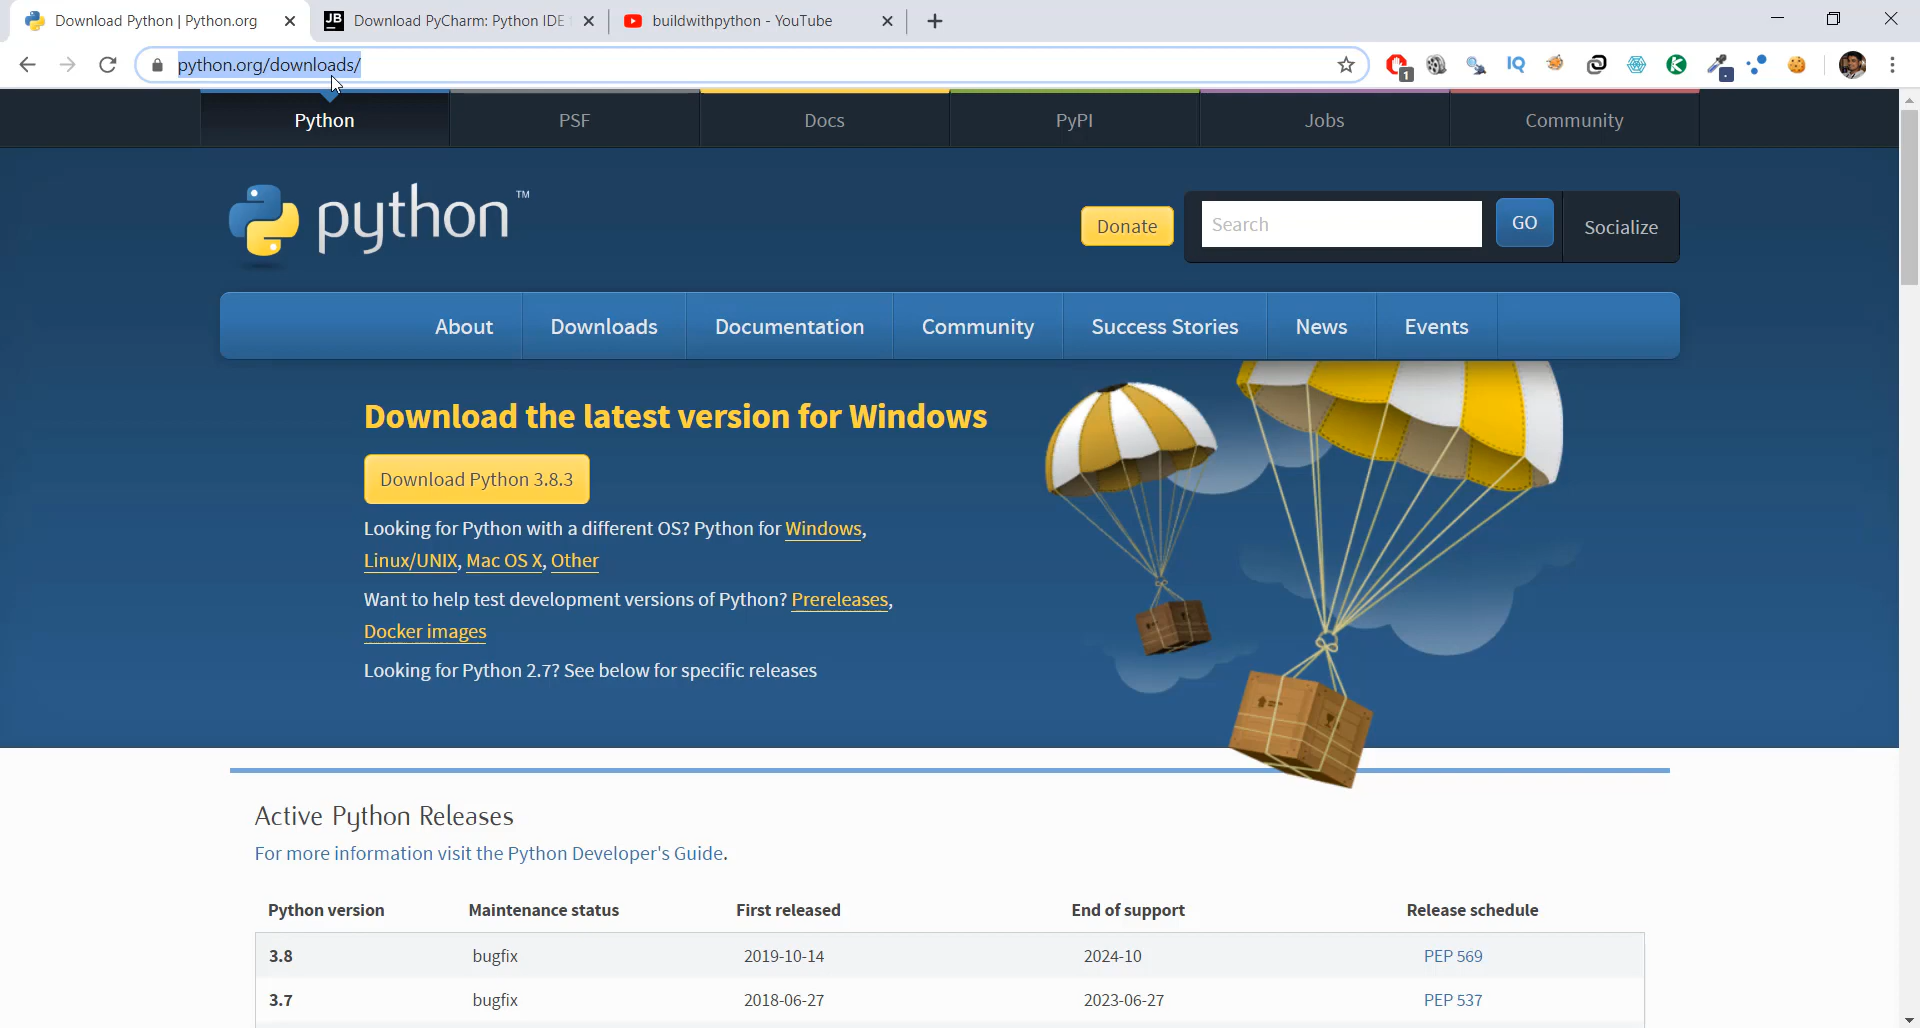 Download Python | Python.org
JB Download PyCharm: Python IDE
buildwithpython - YouTube
python.org/downloads/
1
IQ
Python
PSF
Docs
PyPI
Jobs
Community
python™
Donate
Search
GO
Socialize
About
Downloads
Documentation
Community
Success Stories
News
Events
Download the latest version for Windows
Download Python 3.8.3
Looking for Python with a different OS? Python for Windows,
Linux/UNIX, Mac OS X, Other
Want to help test development versions of Python? Prereleases,
Docker images
Looking for Python 2.7? See below for specific releases
Active Python Releases
For more information visit the Python Developer's Guide.
Python version Maintenance status First released End of support Release schedule
3.8 bugfix 2019-10-14 2024-10 PEP 569
3.7 bugfix 2018-06-27 2023-06-27 PEP 537